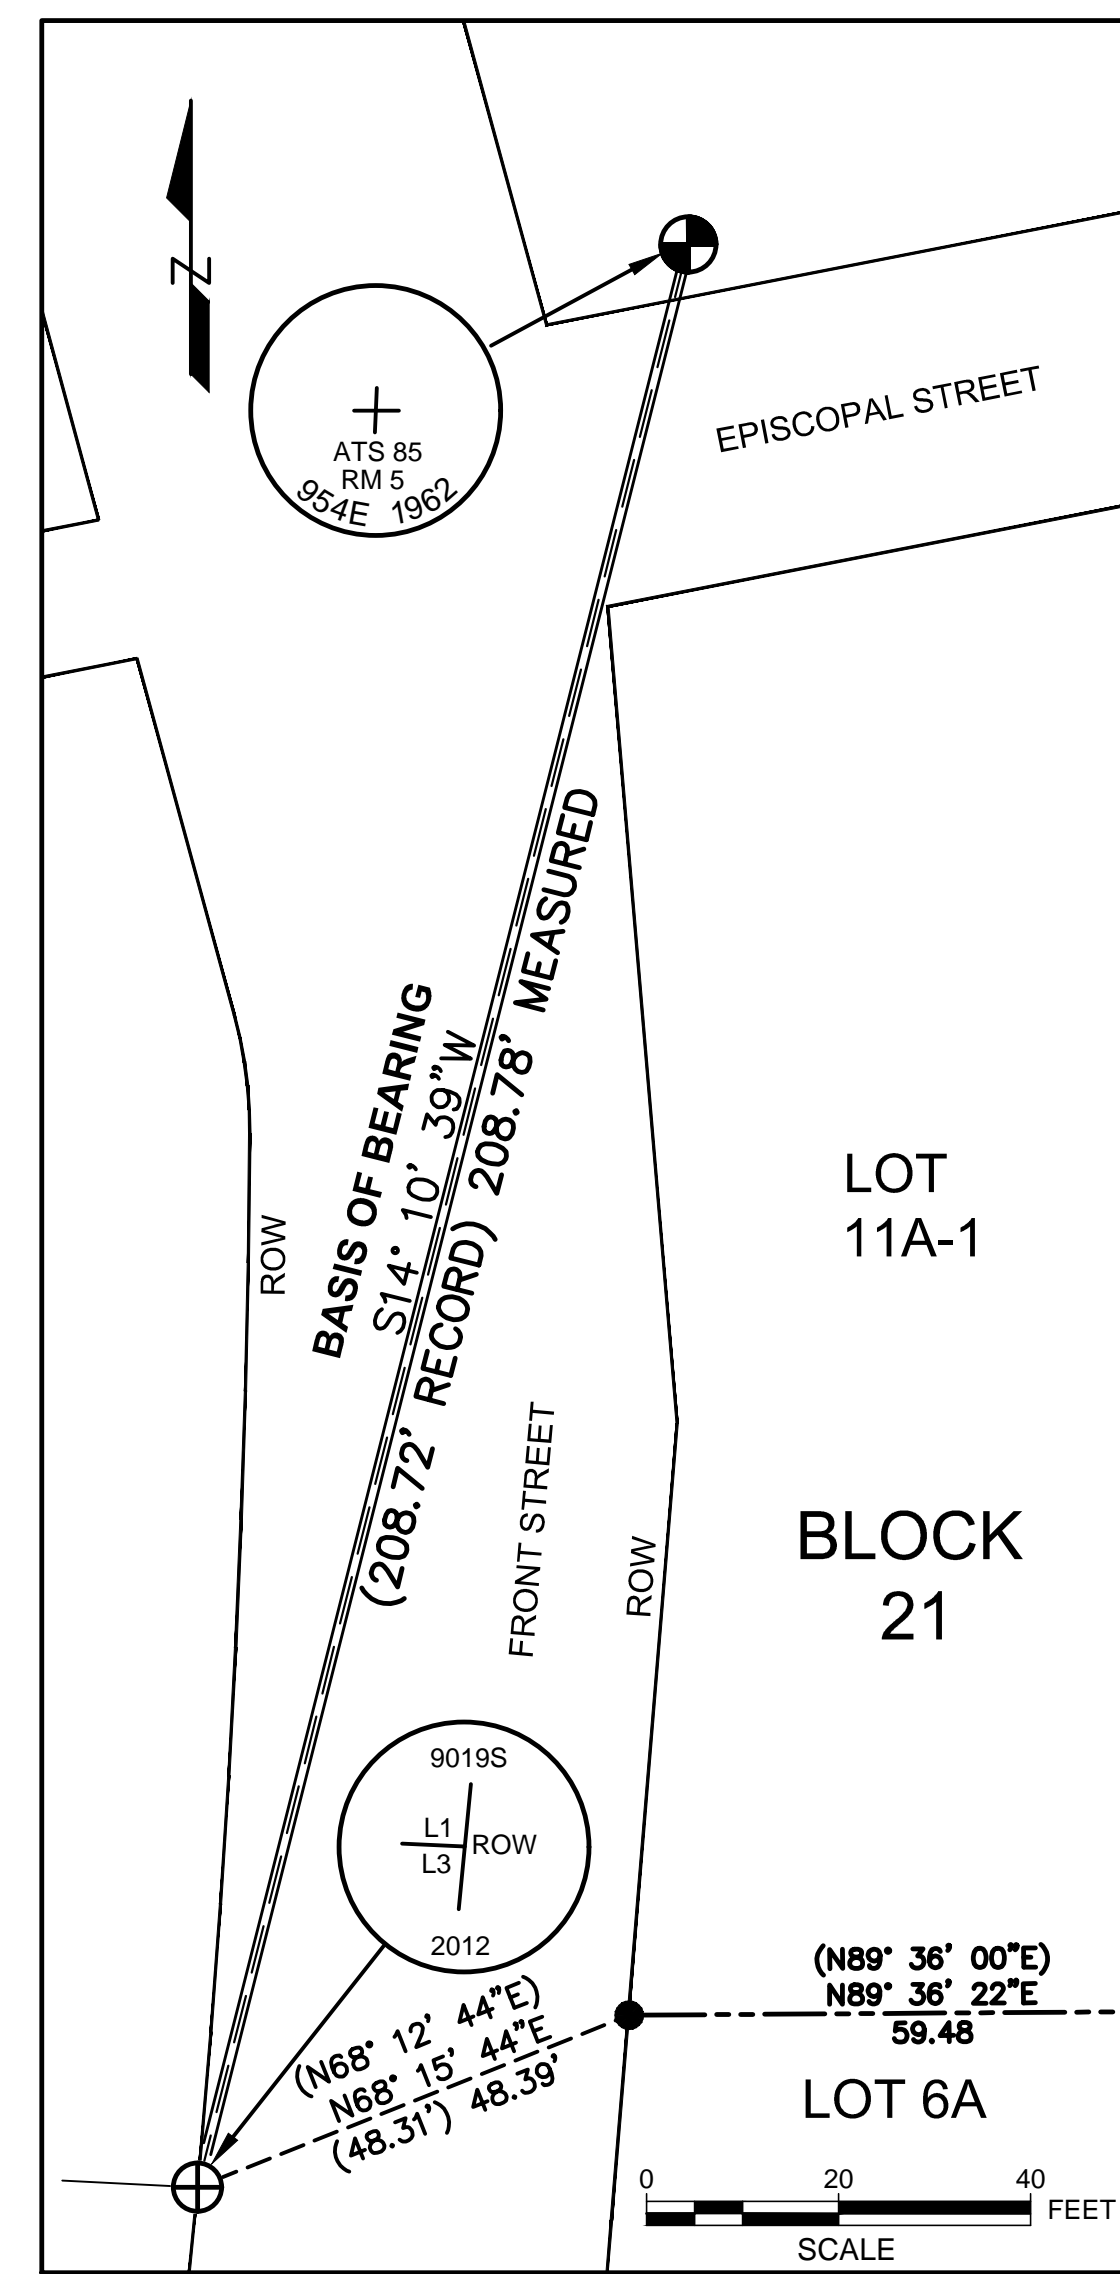 N
ATS 85
RM 5
954E 1962
EPISCOPAL STREET
BASIS OF BEARING
S14° 10' 39"W
(208.72' RECORD) 208.78' MEASURED
ROW
LOT
11A-1
FRONT STREET
ROW
BLOCK
21
9019S
L1
L3
ROW
2012
(N68° 12' 44"E)
N68° 15' 44"E
(48.31') 48.39'
(N89° 36' 00"E)
N89° 36' 22"E
59.48
LOT 6A
0 20 40
FEET
SCALE